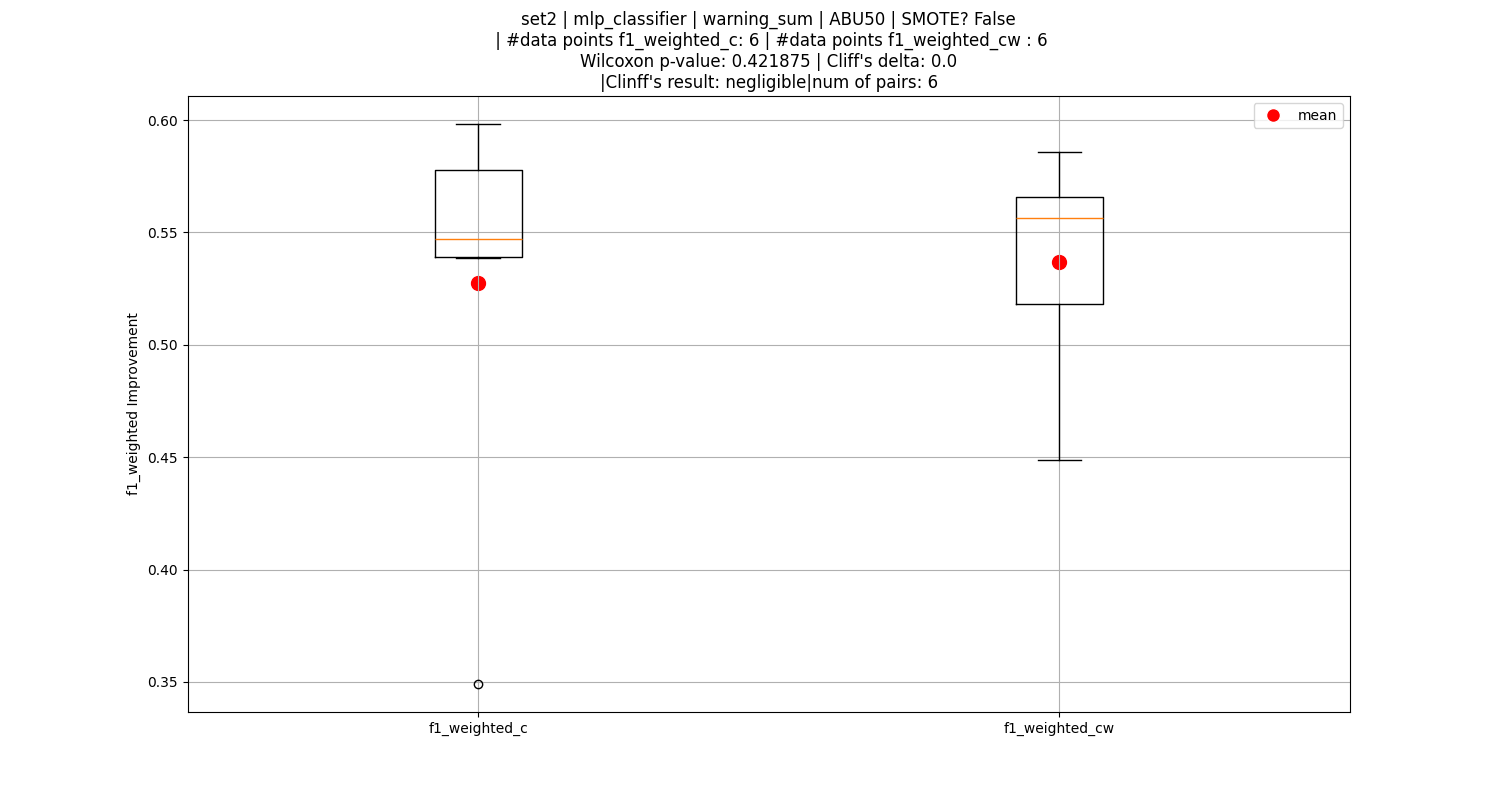 set2 | mlp_classifier | warning_sum | ABU50 | SMOTE? False
| #data points f1_weighted_c: 6 | #data points f1_weighted_cw : 6
Wilcoxon p-value: 0.421875 | Cliff's delta: 0.0
|Clinff's result: negligible|num of pairs: 6
mean
0.60
0.55
0.50
0.45
0.40
0.35
f1_weighted Improvement
f1_weighted_c
f1_weighted_cw